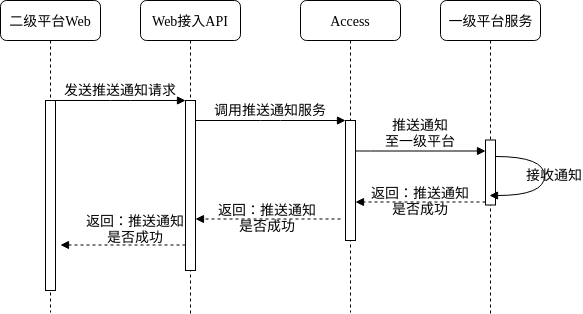 二级平台Web
Web接入API
Access
一级平台服务
发送推送通知请求
调用推送通知服务
推送通知
至一级平台
接收通知
返回：推送通知
是否成功
返回：推送通知
是否成功
返回：推送通知
是否成功